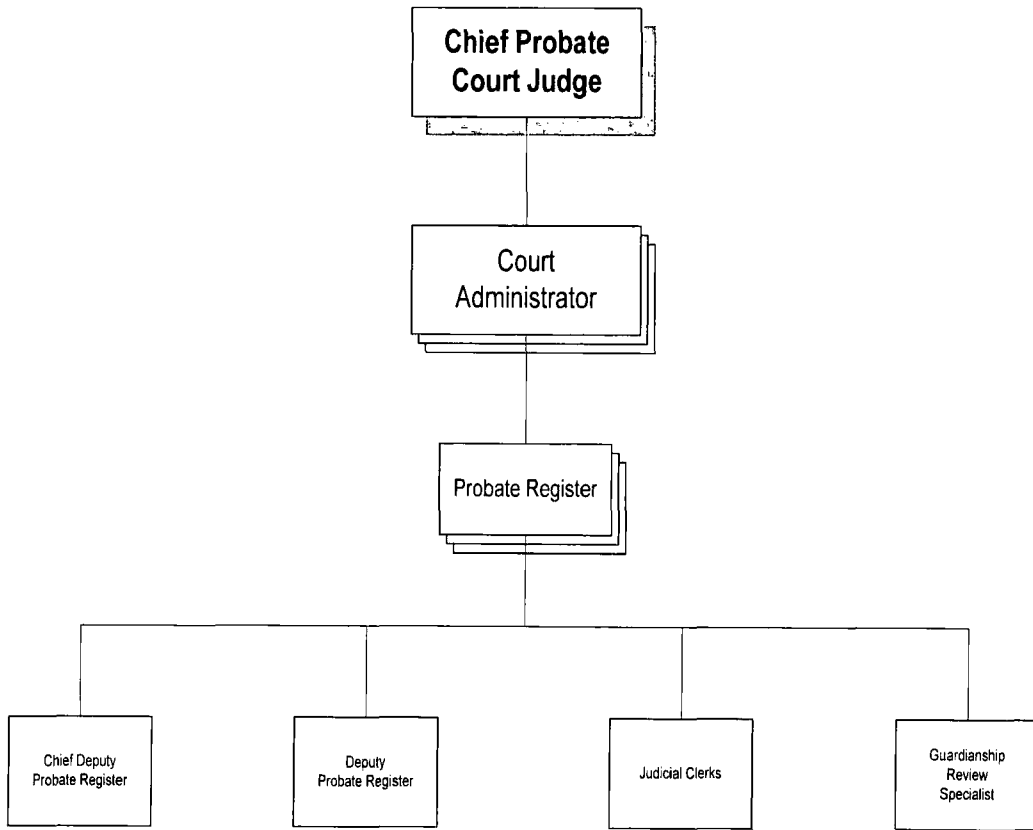 Chief Probate
Court Judge
Court
Administrator
Probate Register
Chief Deputy
Probate Register
Deputy
Probate Register
Judicial Clerks
Guardianship
Review
Specialist